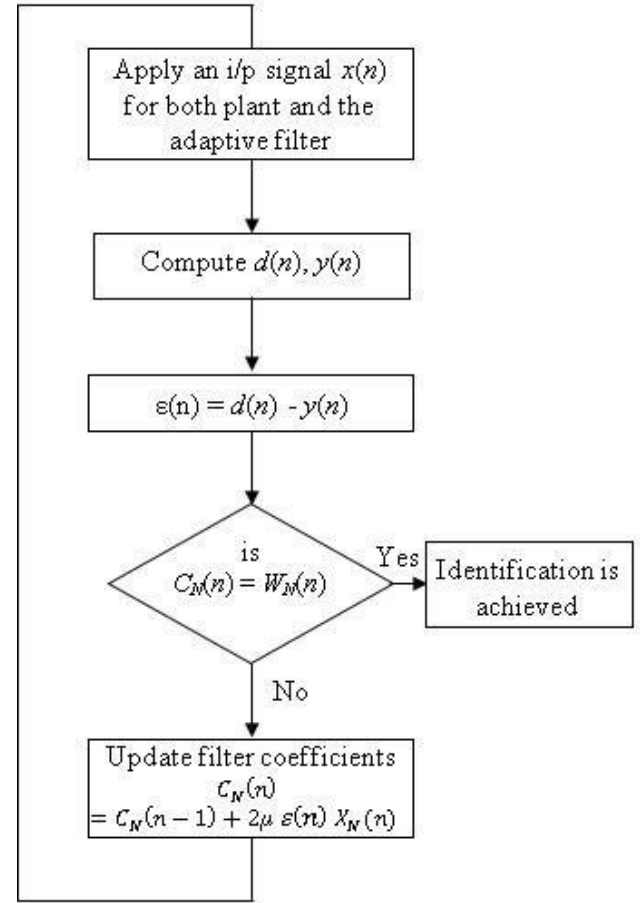 Apply an i/p signal x(n)
for both plant and the
adaptive filter
Compute d(n), y(n)
ε(n) = d(n) - y(n)
is
C_N(n) = W_N(n)
Yes
Identification is
achieved
No
Update filter coefficients
C_N(n)
= C_N(n − 1) + 2μ ε(n) X_N(n)